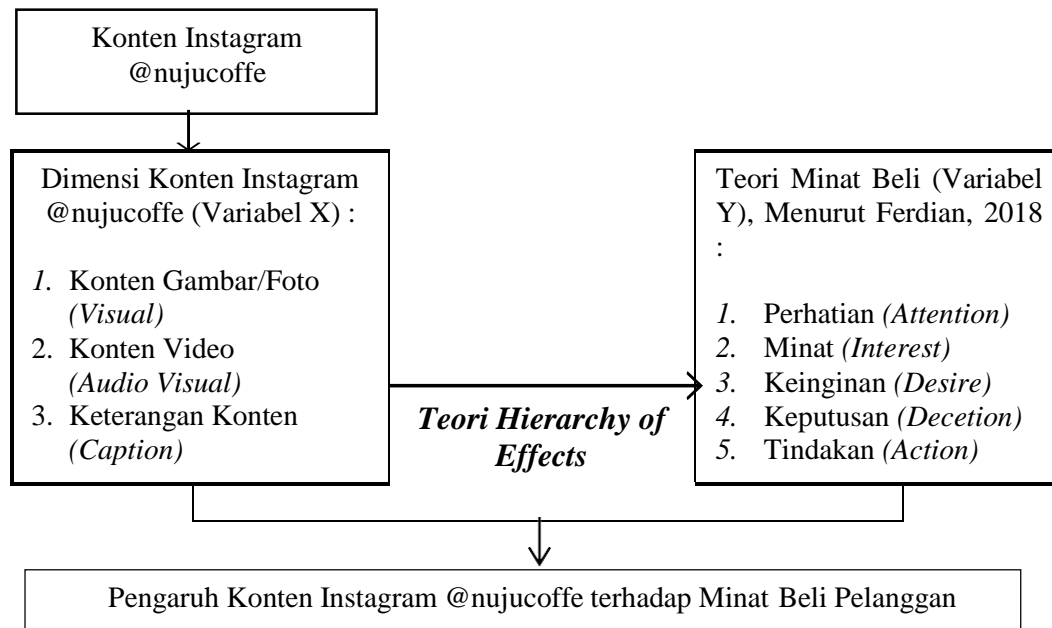 Konten Instagram
@nujucoffe
Dimensi Konten Instagram
@nujucoffe (Variabel X) :
1. Konten Gambar/Foto
(Visual)
2. Konten Video
(Audio Visual)
3. Keterangan Konten
(Caption)
Teori Hierarchy of
Effects
Teori Minat Beli (Variabel
Y), Menurut Ferdian, 2018
:
1. Perhatian (Attention)
2. Minat (Interest)
3. Keinginan (Desire)
4. Keputusan (Decetion)
5. Tindakan (Action)
Pengaruh Konten Instagram @nujucoffe terhadap Minat Beli Pelanggan